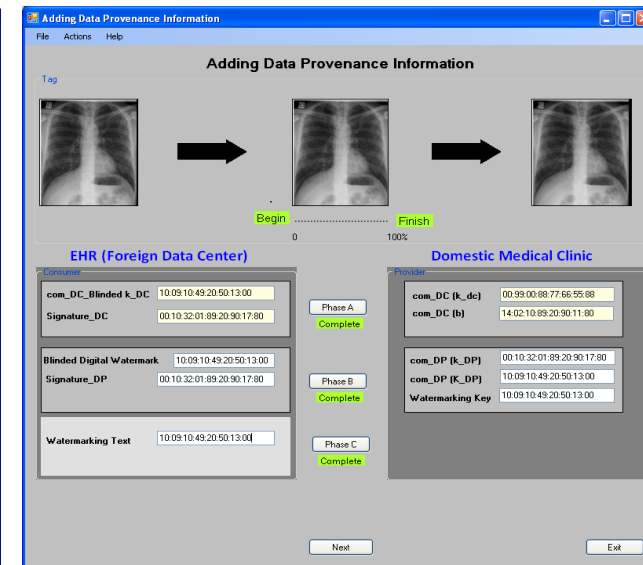 Adding Data Provenance Information
File Actions Help
Adding Data Provenance Information
Tag
Begin ............................ Finish
0 100%
EHR (Foreign Data Center) Domestic Medical Clinic
Consumer Provider
com_DC_Blinded k_DC 10:09:10:49:20:50:13:00
Signature_DC 00:10:32:01:89:20:90:17:80
Phase A
Complete
com_DC (k_dc) 00:99:00:88:77:66:55:88
com_DC (b) 14:02:10:89:20:90:11:80
Blinded Digital Watermark 10:09:10:49:20:50:13:00
Signature_DP 00:10:32:01:89:20:90:17:80
Phase B
Complete
com_DP (k_DP) 00:10:32:01:89:20:90:17:80
com_DP (K_DP) 10:09:10:49:20:50:13:00
Watermarking Key 10:09:10:49:20:50:13:00
Watermarking Text 10:09:10:49:20:50:13:00
Phase C
Complete
Next Exit